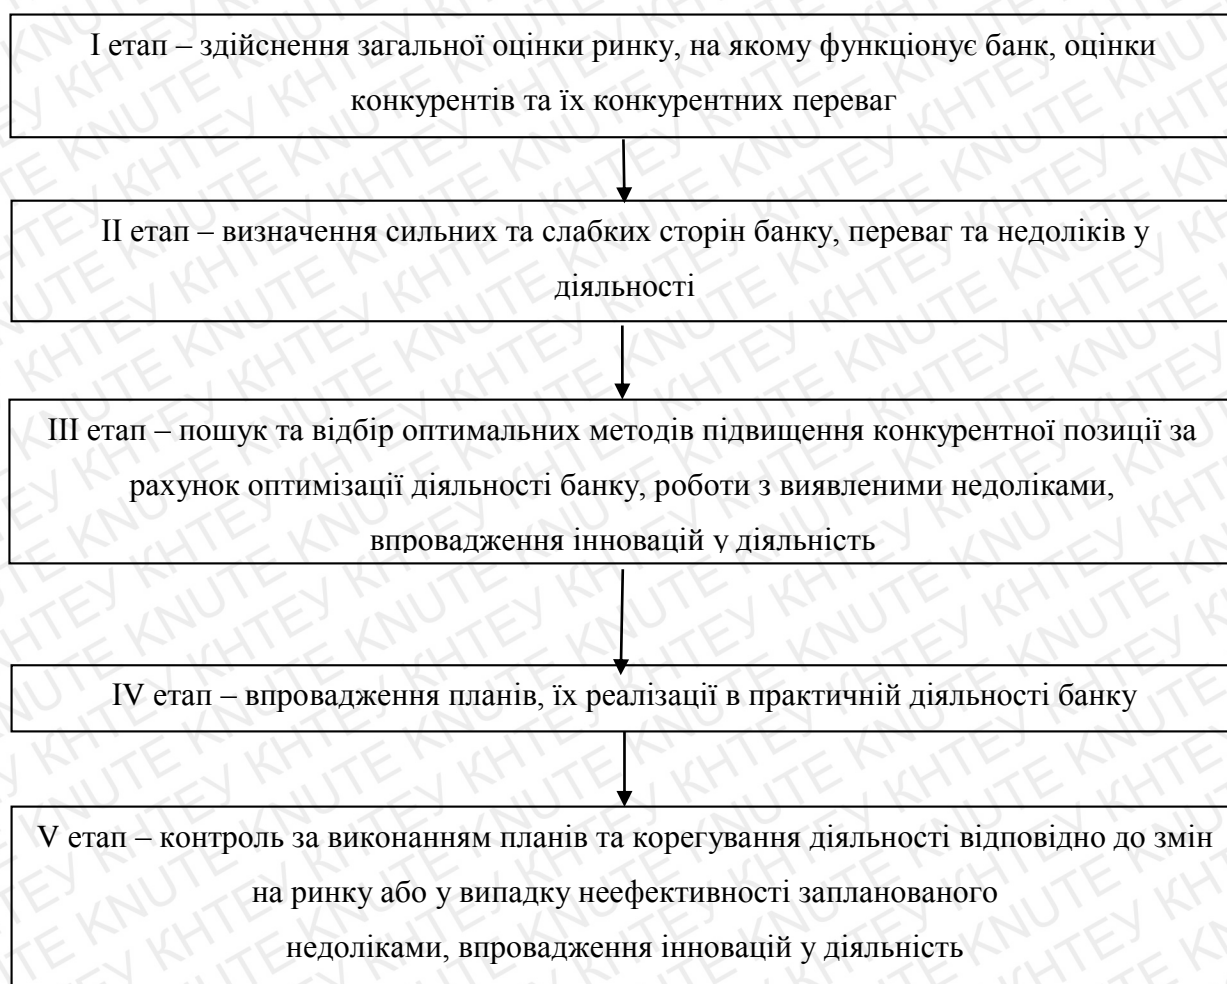 І етап – здійснення загальної оцінки ринку, на якому функціонує банк, оцінки
конкурентів та їх конкурентних переваг
ІІ етап – визначення сильних та слабких сторін банку, переваг та недоліків у
діяльності
ІІІ етап – пошук та відбір оптимальних методів підвищення конкурентної позиції за
рахунок оптимізації діяльності банку, роботи з виявленими недоліками,
впровадження інновацій у діяльність
IV етап – впровадження планів, їх реалізації в практичній діяльності банку
V етап – контроль за виконанням планів та корегування діяльності відповідно до змін
на ринку або у випадку неефективності запланованого
недоліками, впровадження інновацій у діяльність